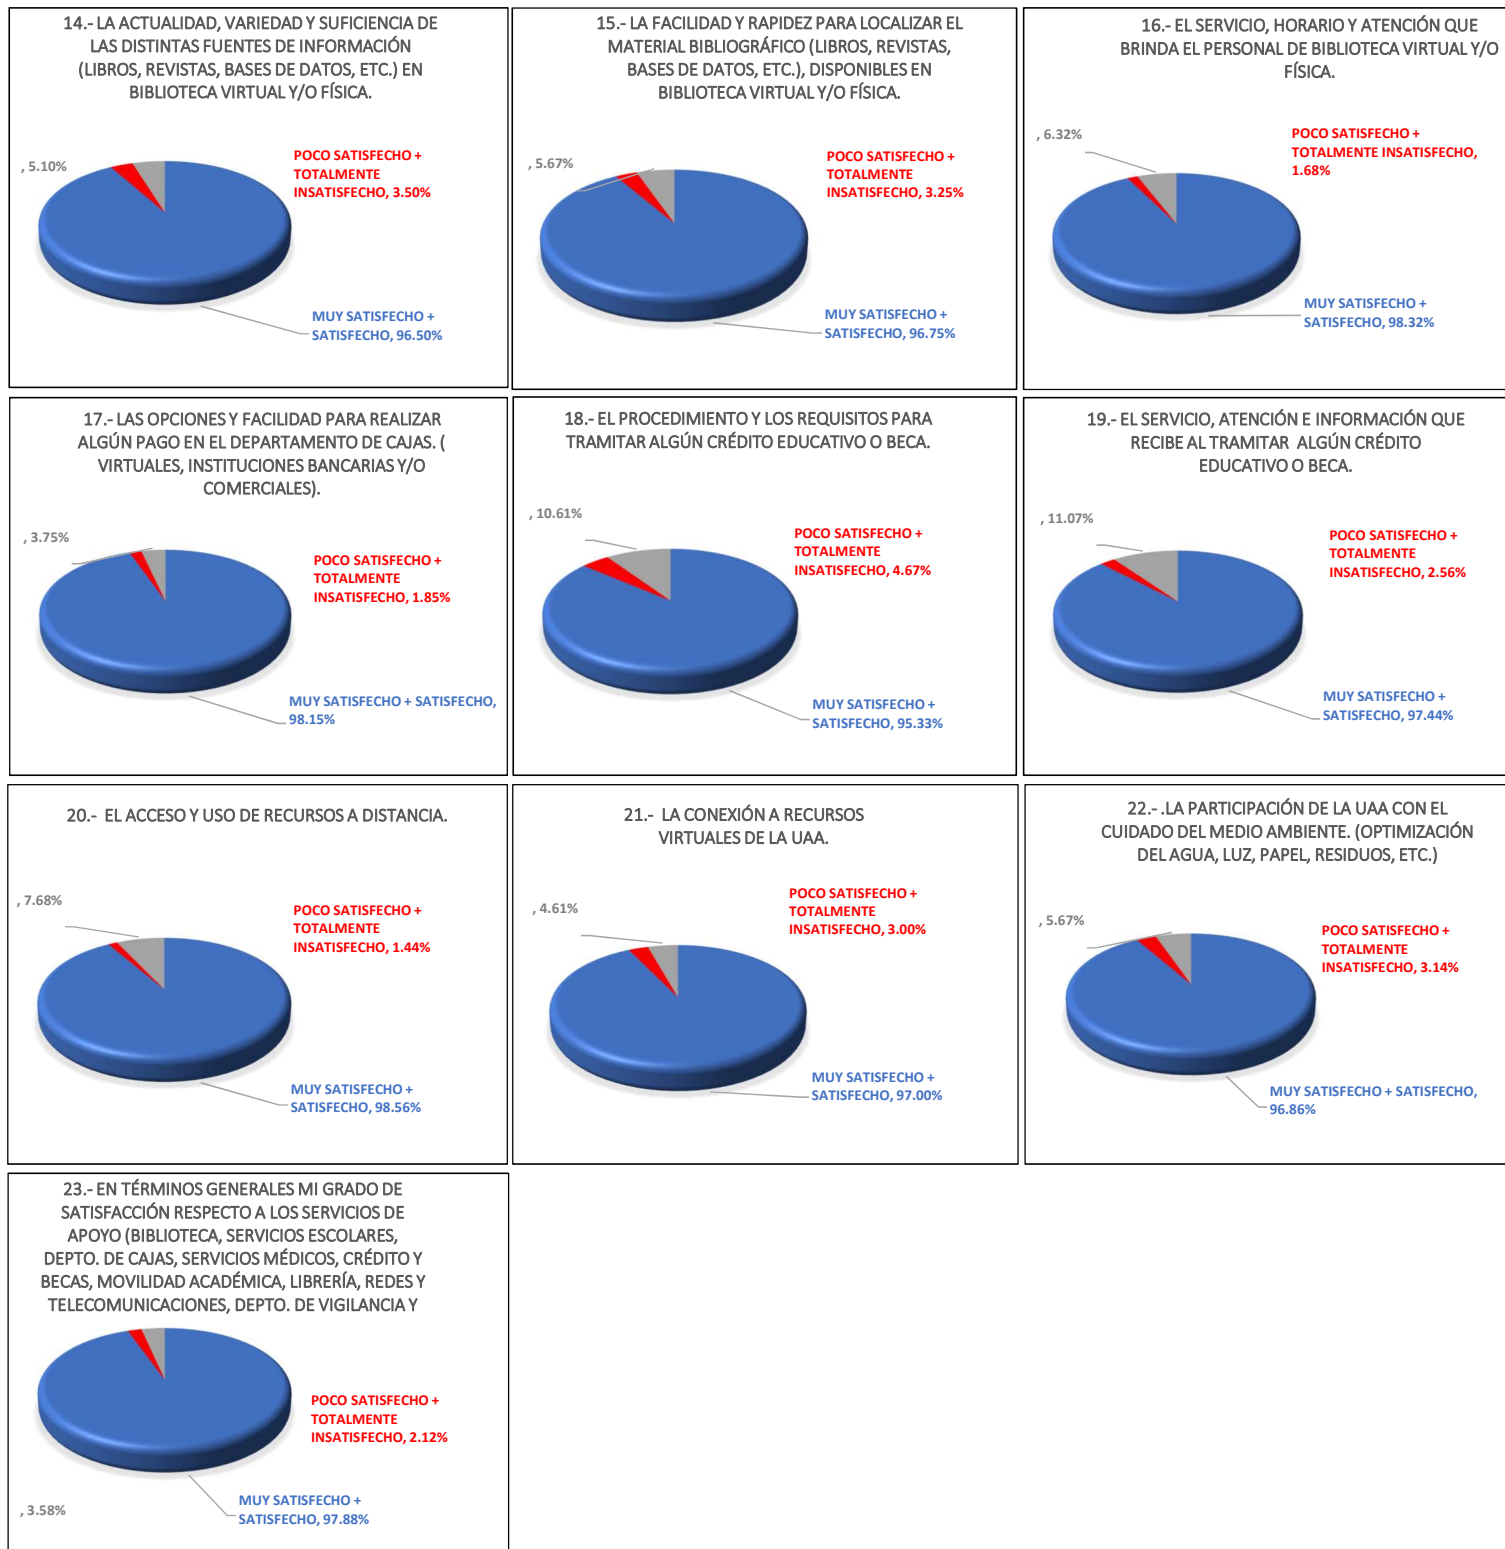 14.- LA ACTUALIDAD, VARIEDAD Y SUFICIENCIA DE
LAS DISTINTAS FUENTES DE INFORMACIÓN
(LIBROS, REVISTAS, BASES DE DATOS, ETC.) EN
BIBLIOTECA VIRTUAL Y/O FÍSICA.
, 5.10%
POCO SATISFECHO +
TOTALMENTE
INSATISFECHO, 3.50%
MUY SATISFECHO +
SATISFECHO, 96.50%
15.- LA FACILIDAD Y RAPIDEZ PARA LOCALIZAR EL
MATERIAL BIBLIOGRÁFICO (LIBROS, REVISTAS,
BASES DE DATOS, ETC.), DISPONIBLES EN
BIBLIOTECA VIRTUAL Y/O FÍSICA.
, 5.67%
POCO SATISFECHO +
TOTALMENTE
INSATISFECHO, 3.25%
MUY SATISFECHO +
SATISFECHO, 96.75%
16.- EL SERVICIO, HORARIO Y ATENCIÓN QUE
BRINDA EL PERSONAL DE BIBLIOTECA VIRTUAL Y/O
FÍSICA.
, 6.32%
POCO SATISFECHO +
TOTALMENTE INSATISFECHO,
1.68%
MUY SATISFECHO +
SATISFECHO, 98.32%
17.- LAS OPCIONES Y FACILIDAD PARA REALIZAR
ALGÚN PAGO EN EL DEPARTAMENTO DE CAJAS. (
VIRTUALES, INSTITUCIONES BANCARIAS Y/O
COMERCIALES).
, 3.75%
POCO SATISFECHO +
TOTALMENTE
INSATISFECHO, 1.85%
MUY SATISFECHO + SATISFECHO,
98.15%
18.- EL PROCEDIMIENTO Y LOS REQUISITOS PARA
TRAMITAR ALGÚN CRÉDITO EDUCATIVO O BECA.
, 10.61%
POCO SATISFECHO +
TOTALMENTE
INSATISFECHO, 4.67%
MUY SATISFECHO +
SATISFECHO, 95.33%
19.- EL SERVICIO, ATENCIÓN E INFORMACIÓN QUE
RECIBE AL TRAMITAR ALGÚN CRÉDITO
EDUCATIVO O BECA.
, 11.07%
POCO SATISFECHO +
TOTALMENTE
INSATISFECHO, 2.56%
MUY SATISFECHO +
SATISFECHO, 97.44%
20.- EL ACCESO Y USO DE RECURSOS A DISTANCIA.
, 7.68%
POCO SATISFECHO +
TOTALMENTE
INSATISFECHO, 1.44%
MUY SATISFECHO +
SATISFECHO, 98.56%
21.- LA CONEXIÓN A RECURSOS
VIRTUALES DE LA UAA.
, 4.61%
POCO SATISFECHO +
TOTALMENTE
INSATISFECHO, 3.00%
MUY SATISFECHO +
SATISFECHO, 97.00%
22.- .LA PARTICIPACIÓN DE LA UAA CON EL
CUIDADO DEL MEDIO AMBIENTE. (OPTIMIZACIÓN
DEL AGUA, LUZ, PAPEL, RESIDUOS, ETC.)
, 5.67%
POCO SATISFECHO +
TOTALMENTE
INSATISFECHO, 3.14%
MUY SATISFECHO + SATISFECHO,
96.86%
23.- EN TÉRMINOS GENERALES MI GRADO DE
SATISFACCIÓN RESPECTO A LOS SERVICIOS DE
APOYO (BIBLIOTECA, SERVICIOS ESCOLARES,
DEPTO. DE CAJAS, SERVICIOS MÉDICOS, CRÉDITO Y
BECAS, MOVILIDAD ACADÉMICA, LIBRERÍA, REDES Y
TELECOMUNICACIONES, DEPTO. DE VIGILANCIA Y
POCO SATISFECHO +
TOTALMENTE
INSATISFECHO, 2.12%
MUY SATISFECHO +
SATISFECHO, 97.88%
, 3.58%